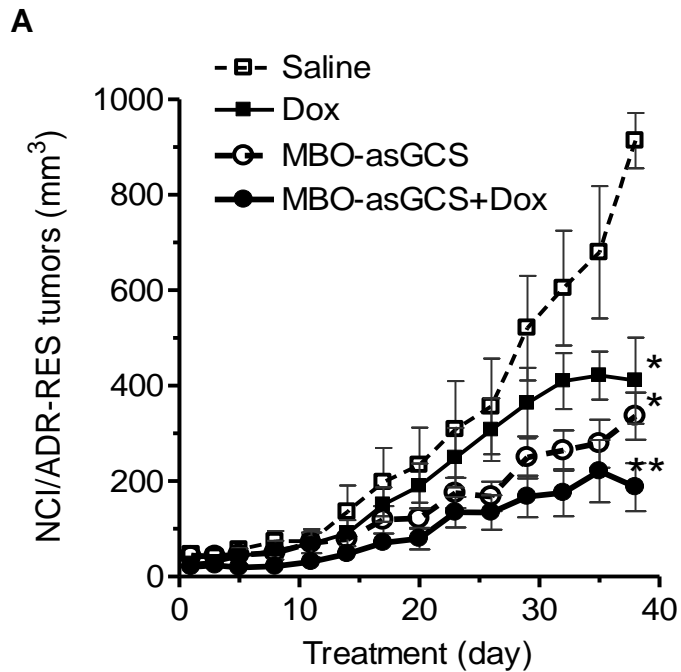 A
Saline
Dox
MBO-asGCS
MBO-asGCS+Dox
NCI/ADR-RES tumors (mm³)
1000
800
600
400
200
0
*
*
**
0 10 20 30 40
Treatment (day)